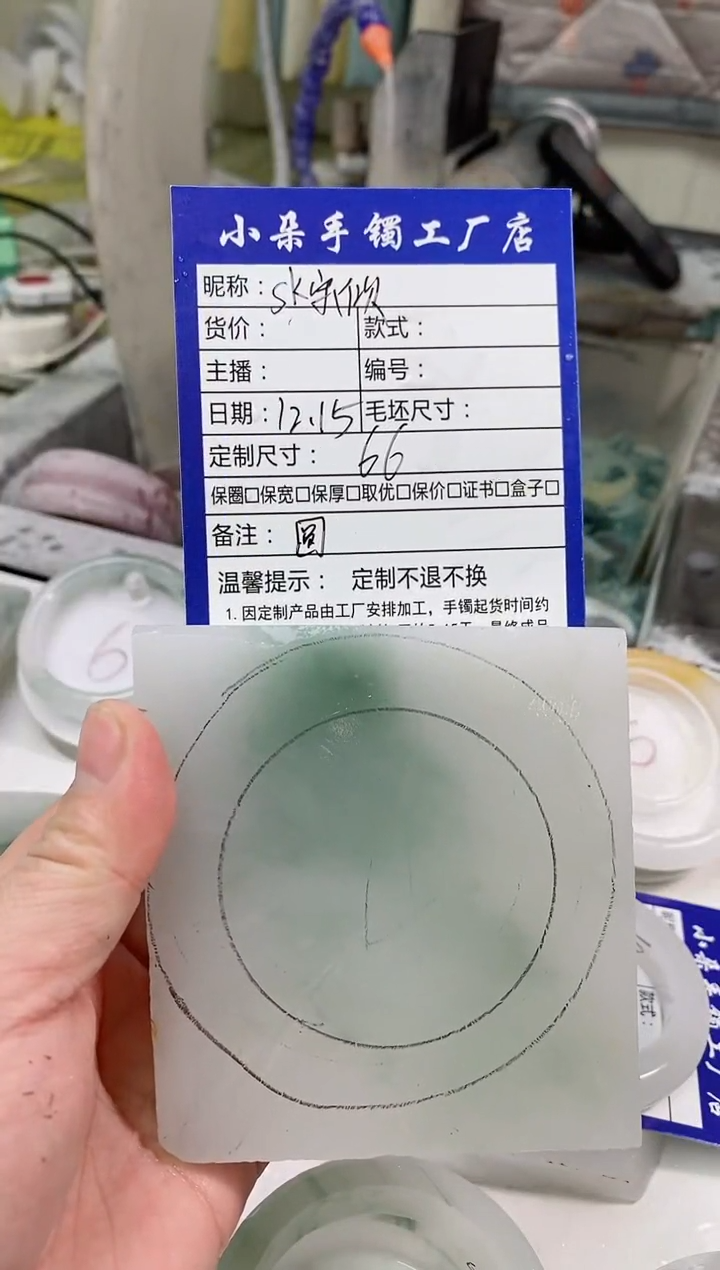 小朵手镯工厂店
昵称：
货价： 款式：
主播： 编号：
日期：12.15 毛坯尺寸：
定制尺寸： 66
保圈□保宽□保厚□取优□保价□证书□盒子□
备注： 圆
温馨提示： 定制不退不换
1. 因定制产品由工厂安排加工，手镯起货时间约
6
款式：